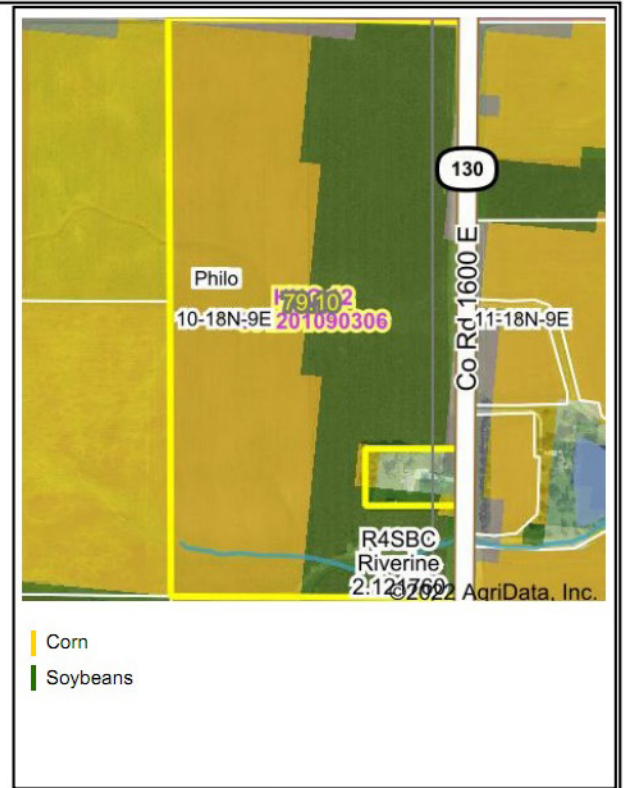 130
Co Rd 1600 E
Philo
79.10
10-18N-9E 201090306 11-18N-9E
R4SBC
Riverine
©2022 AgriData, Inc.
Corn
Soybeans